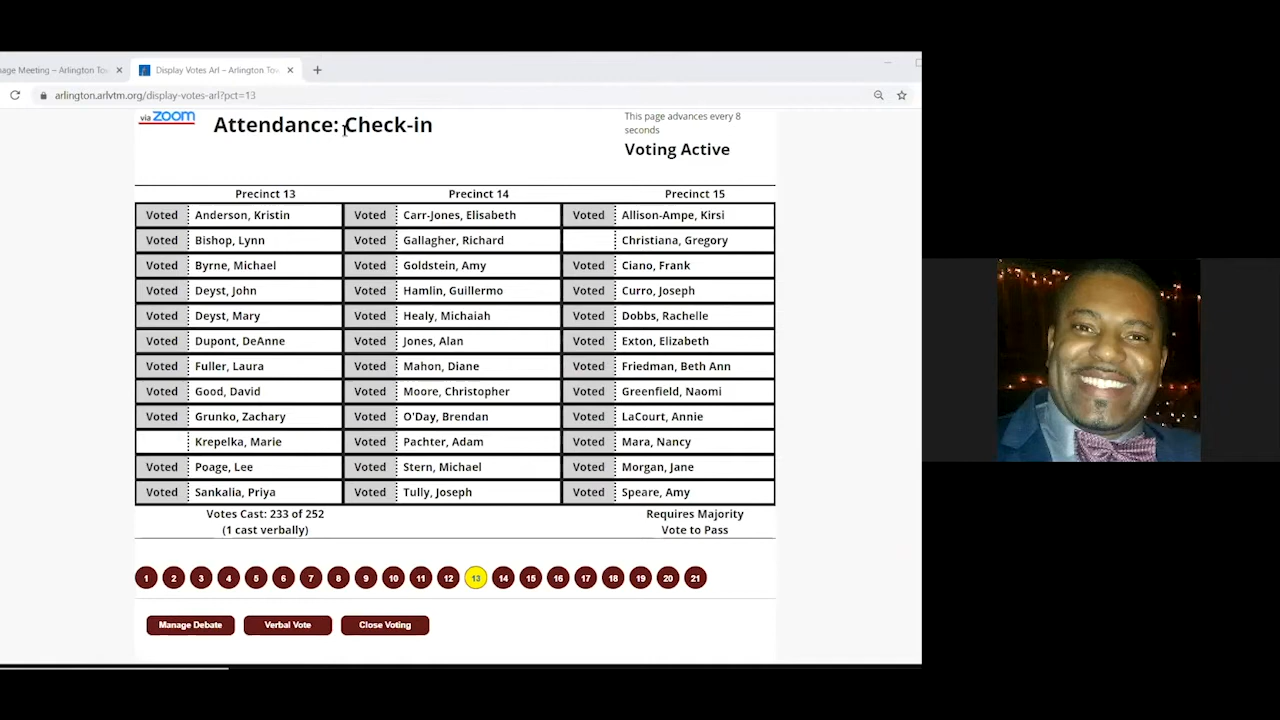 age Meeting – Arlington To
Display Votes Arl – Arlington To
arlington.arlvtm.org/display-votes-arl?pct=13
via zoom
Attendance: Check-in
This page advances every 8
seconds
Voting Active
Precinct 13 Precinct 14 Precinct 15
Voted Anderson, Kristin Voted Carr-Jones, Elisabeth Voted Allison-Ampe, Kirsi
Voted Bishop, Lynn Voted Gallagher, Richard Christiana, Gregory
Voted Byrne, Michael Voted Goldstein, Amy Voted Ciano, Frank
Voted Deyst, John Voted Hamlin, Guillermo Voted Curro, Joseph
Voted Deyst, Mary Voted Healy, Michaiah Voted Dobbs, Rachelle
Voted Dupont, DeAnne Voted Jones, Alan Voted Exton, Elizabeth
Voted Fuller, Laura Voted Mahon, Diane Voted Friedman, Beth Ann
Voted Good, David Voted Moore, Christopher Voted Greenfield, Naomi
Voted Grunko, Zachary Voted O'Day, Brendan Voted LaCourt, Annie
Krepelka, Marie Voted Pachter, Adam Voted Mara, Nancy
Voted Poage, Lee Voted Stern, Michael Voted Morgan, Jane
Voted Sankalia, Priya Voted Tully, Joseph Voted Speare, Amy
Votes Cast: 233 of 252 Requires Majority
(1 cast verbally) Vote to Pass
1 2 3 4 5 6 7 8 9 10 11 12 13 14 15 16 17 18 19 20 21
Manage Debate Verbal Vote Close Voting